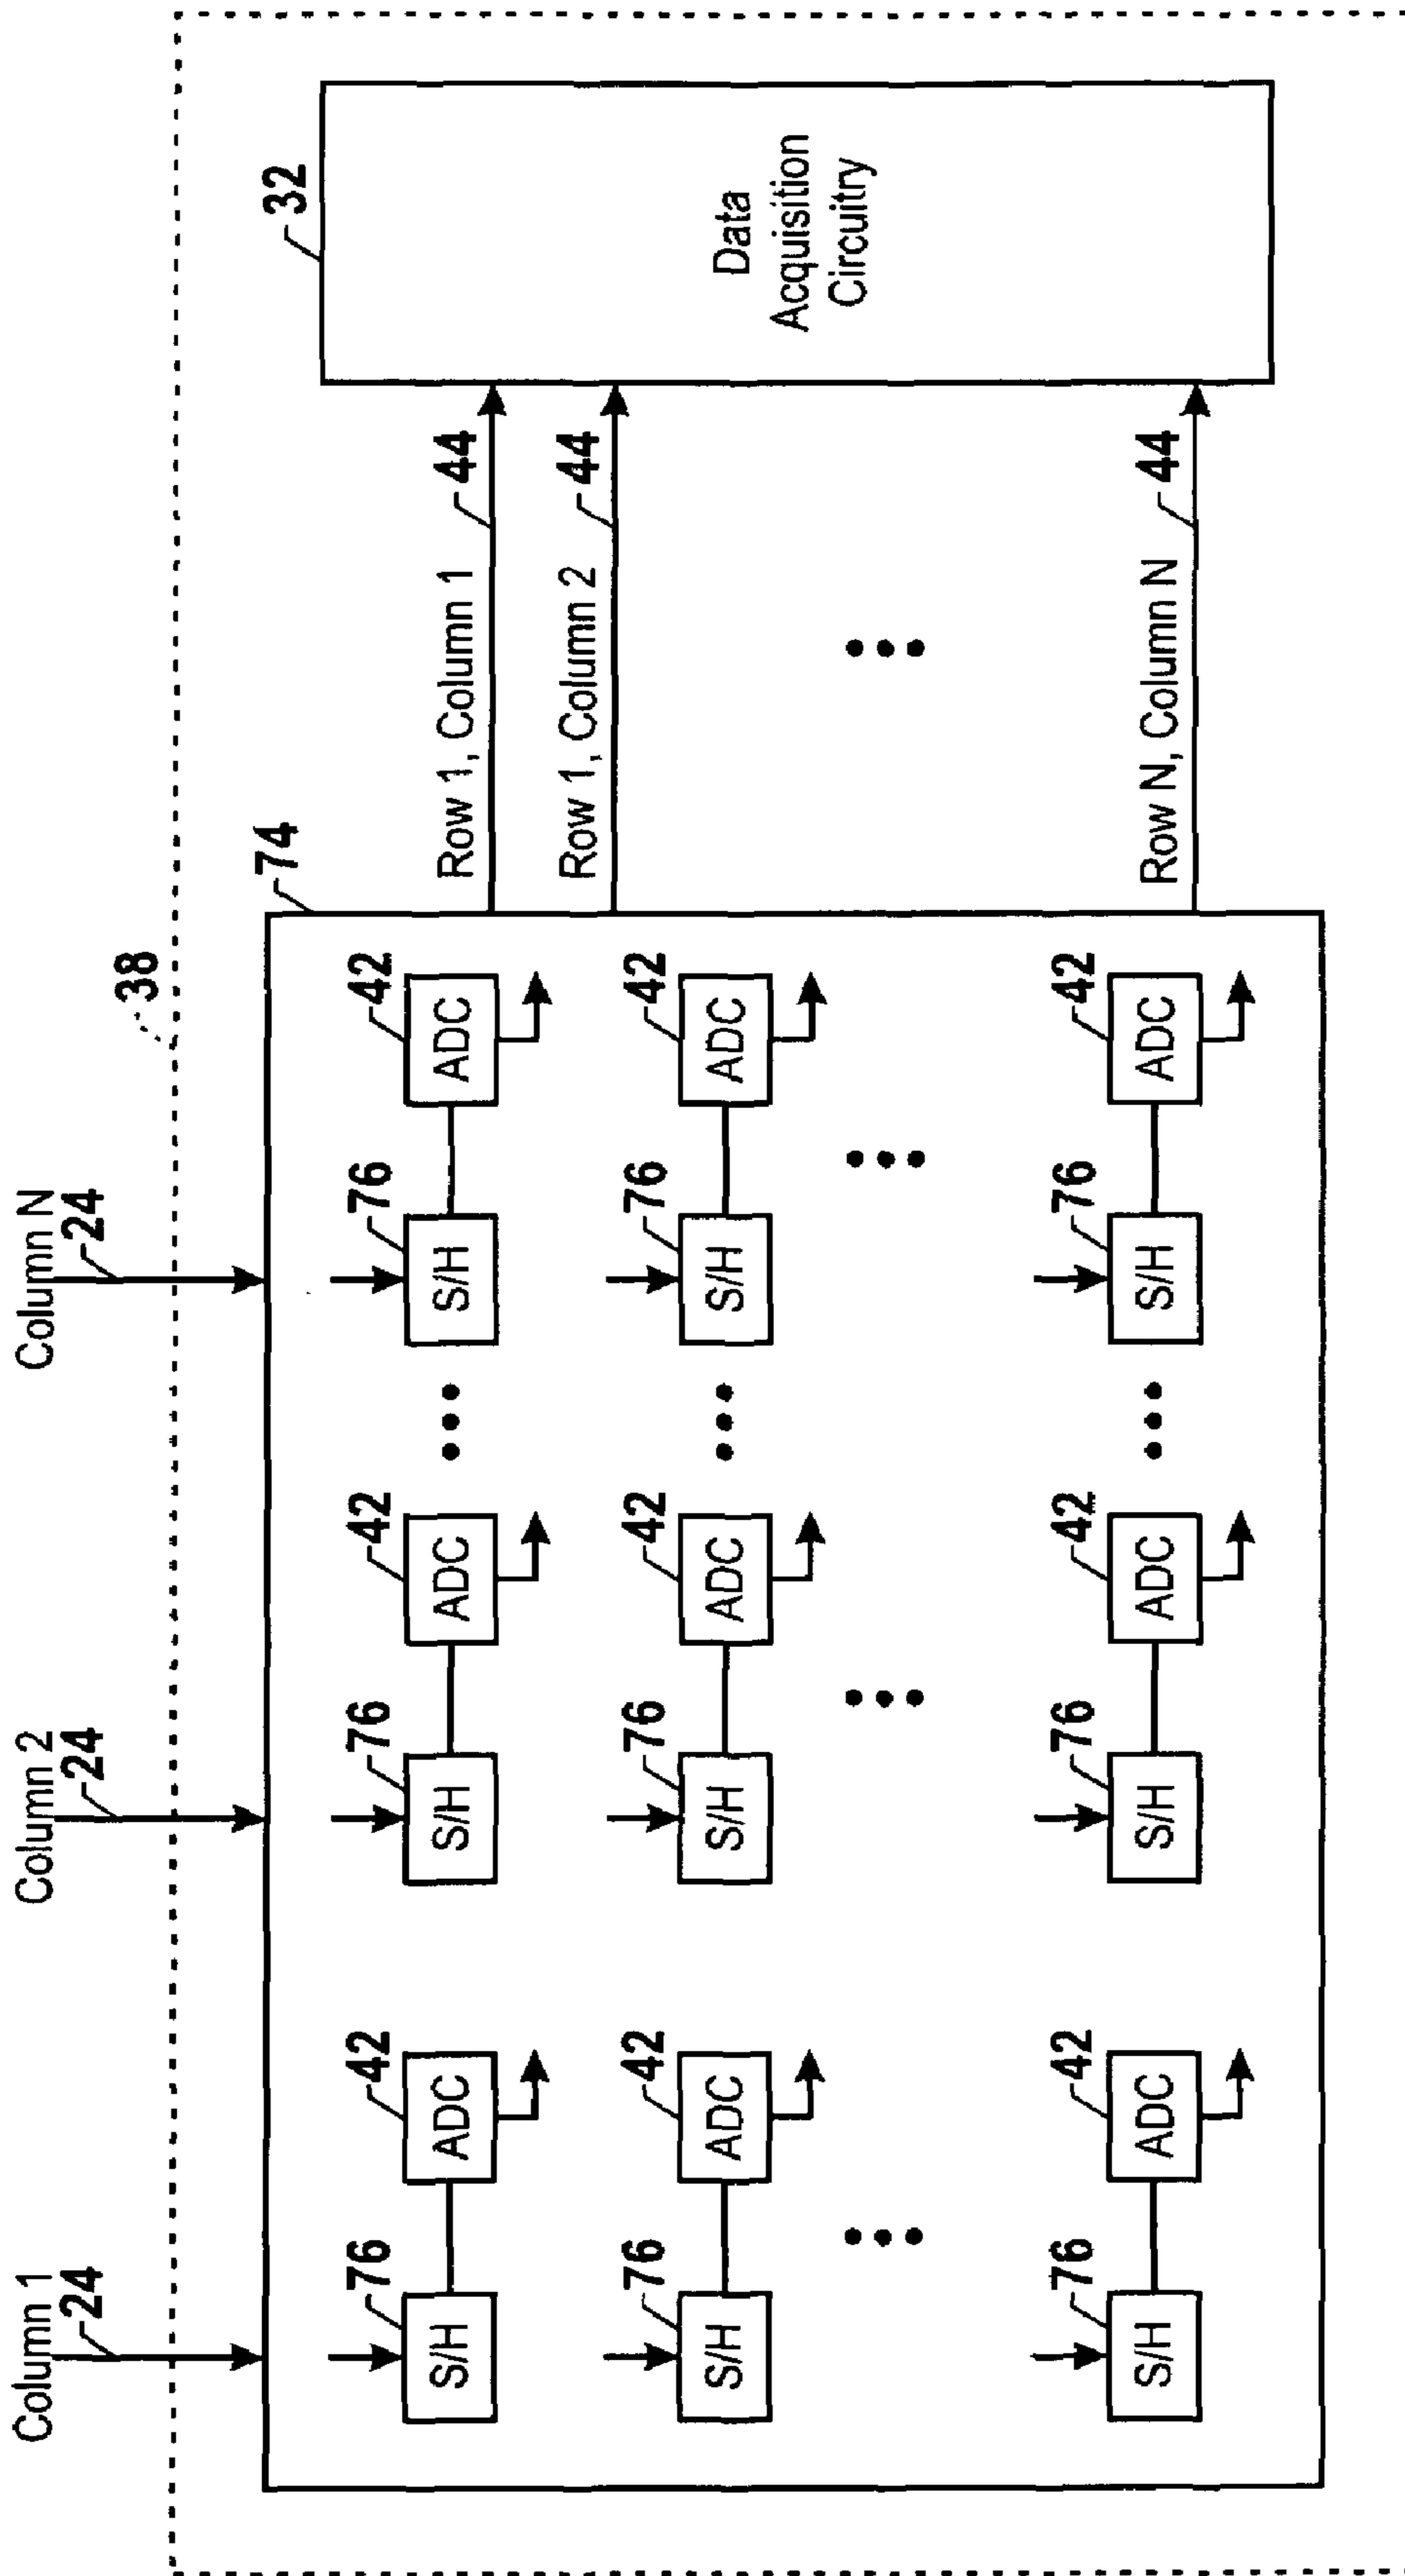 Column 1
24
Column 2
24
Column N
24
38
74
32
76
42
76
42
76
42
S/H
ADC
S/H
ADC
S/H
ADC
76
42
76
42
76
42
S/H
ADC
S/H
ADC
S/H
ADC
76
42
76
42
76
42
S/H
ADC
S/H
ADC
S/H
ADC
Row 1, Column 1
44
Row 1, Column 2
44
Row N, Column N
44
Data
Acquisition
Circuitry